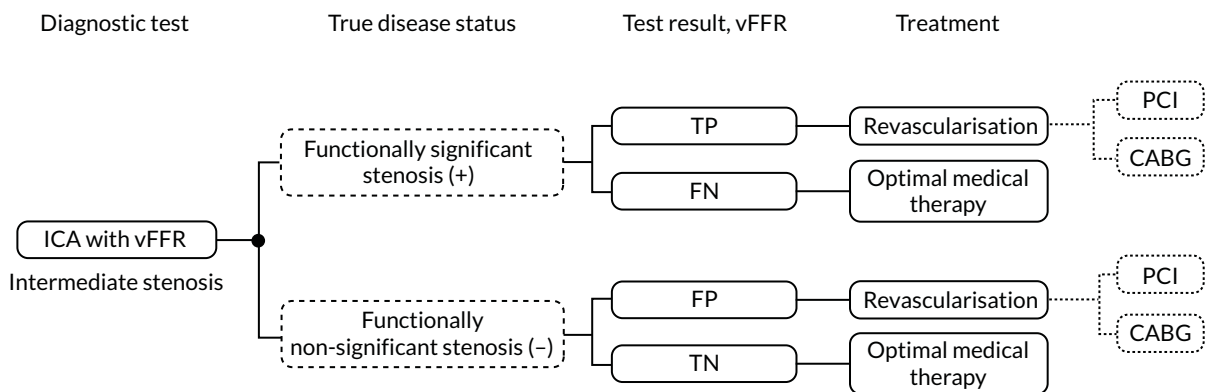 Diagnostic test
True disease status
Test result, vFFR
Treatment
PCI
TP
Revascularisation
Functionally significant
stenosis (+)
CABG
FN
Optimal medical
therapy
ICA with vFFR
Intermediate stenosis
PCI
FP
Revascularisation
Functionally
non-significant stenosis (–)
CABG
TN
Optimal medical
therapy